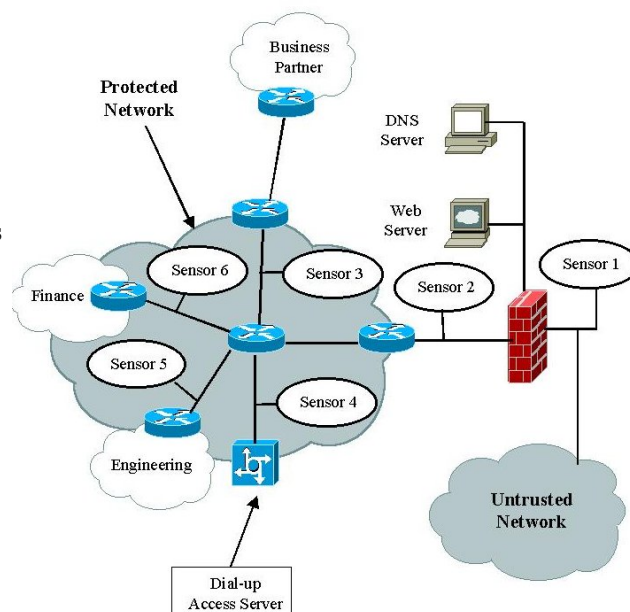 Business
Partner
Protected
Network
DNS
Server
Web
Server
Sensor 1
Sensor 6
Sensor 3
Sensor 2
Finance
Sensor 5
Sensor 4
Engineering
Untrusted
Network
Dial-up
Access Server